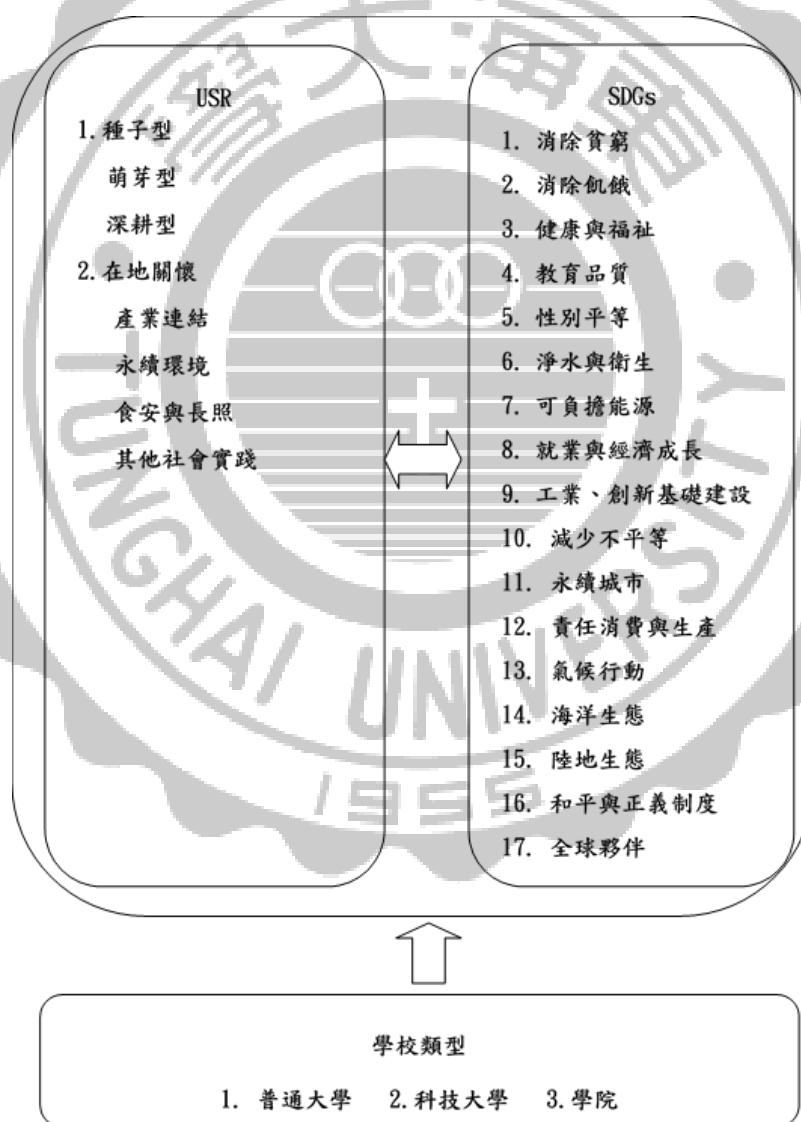 USR
1.種子型
萌芽型
深耕型
2.在地關懷
產業連結
永續環境
食安與長照
其他社會實踐
SDGs
1. 消除貧窮
2. 消除飢餓
3. 健康與福祉
4. 教育品質
5. 性別平等
6. 淨水與衛生
7. 可負擔能源
8. 就業與經濟成長
9. 工業、創新基礎建設
10. 減少不平等
11. 永續城市
12. 責任消費與生產
13. 氣候行動
14. 海洋生態
15. 陸地生態
16. 和平與正義制度
17. 全球夥伴
學校類型
1. 普通大學 2.科技大學 3.學院
學大海東
TUNGHAI UNIVERSITY
1955